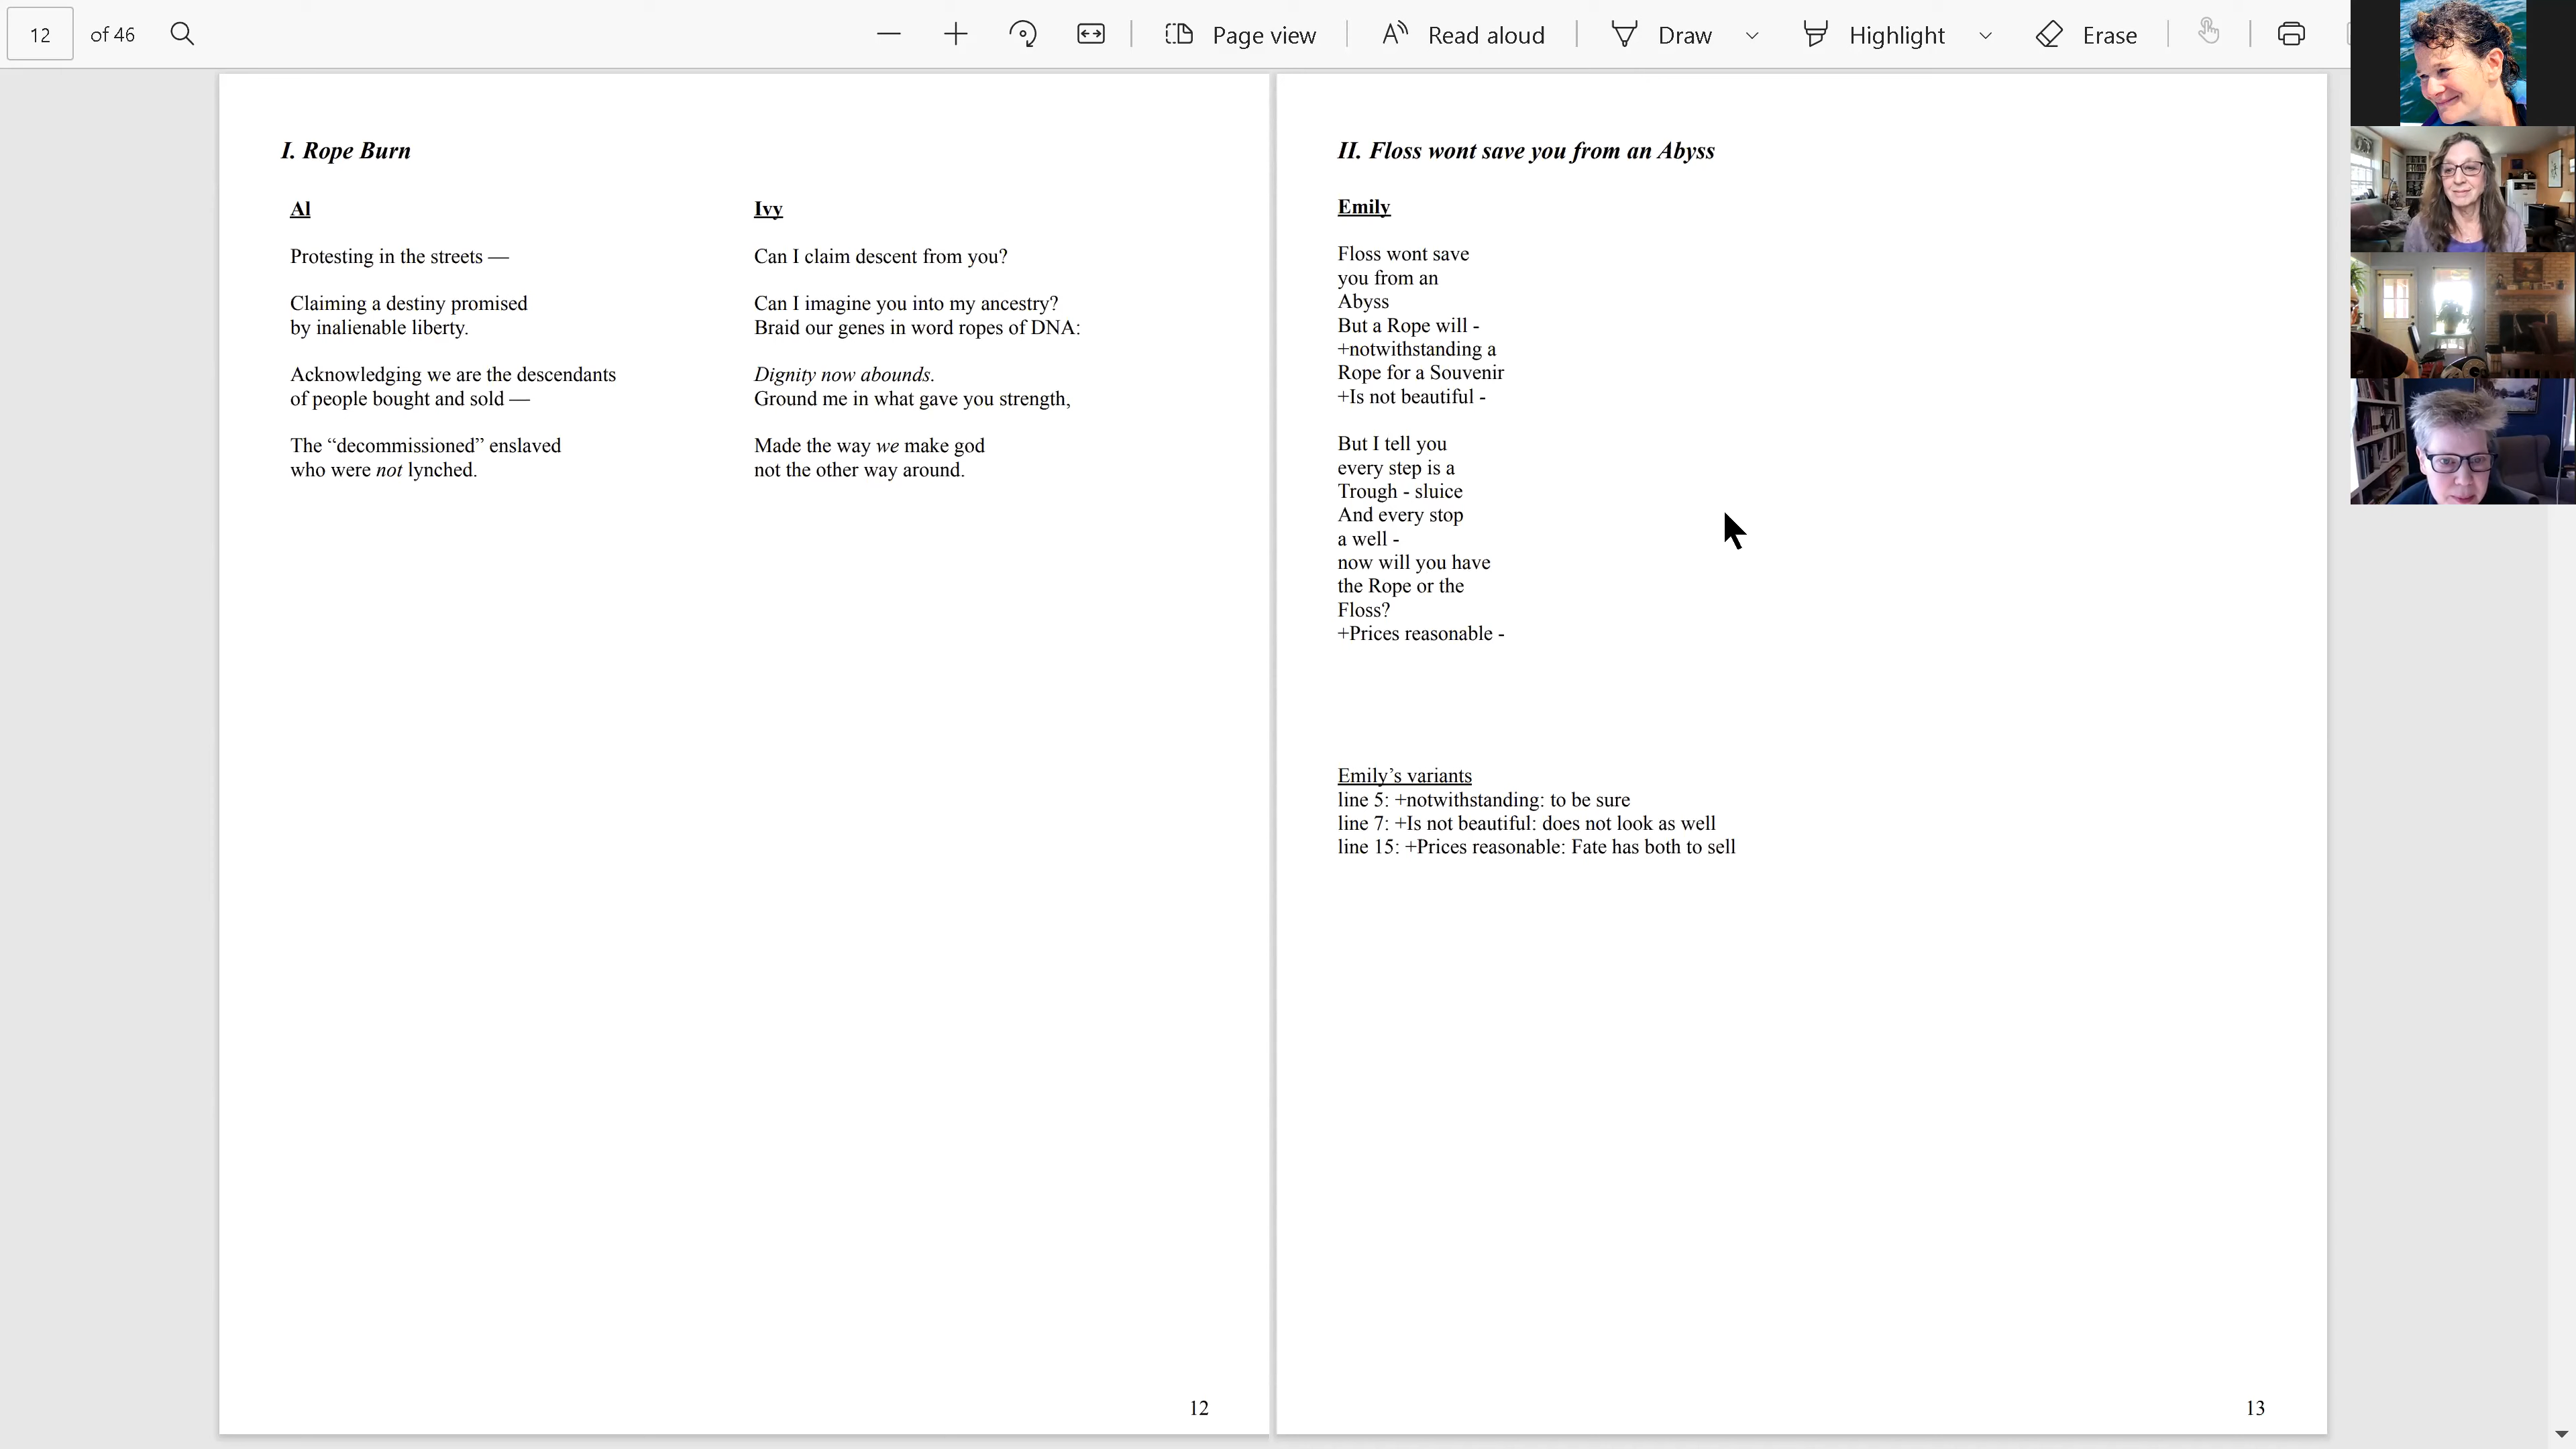 12 of 46 Page view Read aloud Draw Highlight Erase
I. Rope Burn
Al
Protesting in the streets —
Claiming a destiny promised
by inalienable liberty.
Acknowledging we are the descendants
of people bought and sold —
The “decommissioned” enslaved
who were not lynched.
Ivy
Can I claim descent from you?
Can I imagine you into my ancestry?
Braid our genes in word ropes of DNA:
Dignity now abounds.
Ground me in what gave you strength,
Made the way we make god
not the other way around.
12
II. Floss wont save you from an Abyss
Emily
Floss wont save
you from an
Abyss
But a Rope will -
+notwithstanding a
Rope for a Souvenir
+Is not beautiful -
But I tell you
every step is a
Trough - sluice
And every stop
a well -
now will you have
the Rope or the
Floss?
+Prices reasonable -
Emily’s variants
line 5: +notwithstanding: to be sure
line 7: +Is not beautiful: does not look as well
line 15: +Prices reasonable: Fate has both to sell
13